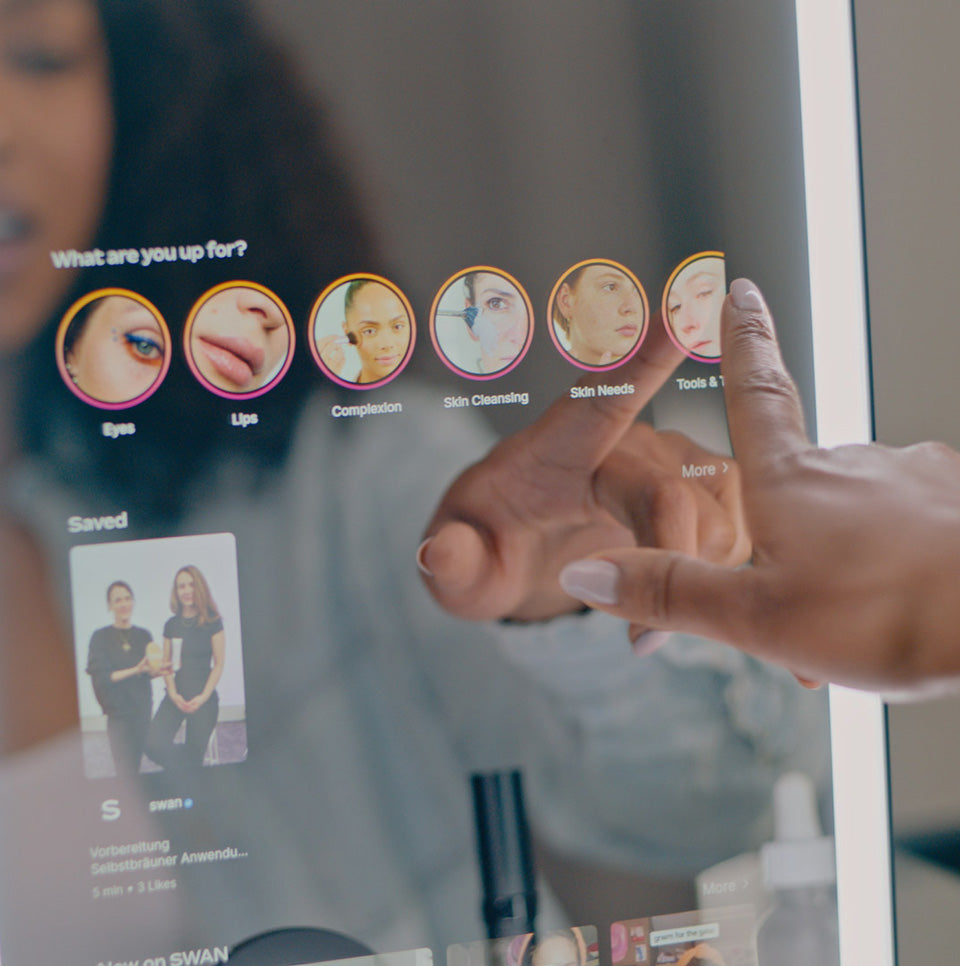 What are you up for?
Eyes
Lips
Complexion
Skin Cleansing
Skin Needs
Tools &
More >
Saved
S
swan
Vorbereitung
Selbstbräuner Anwendu...
5 min • 3 Likes
More >
New on SWAN